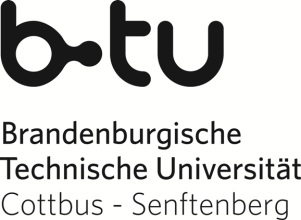 b-tu
Brandenburgische
Technische Universität
Cottbus - Senftenberg